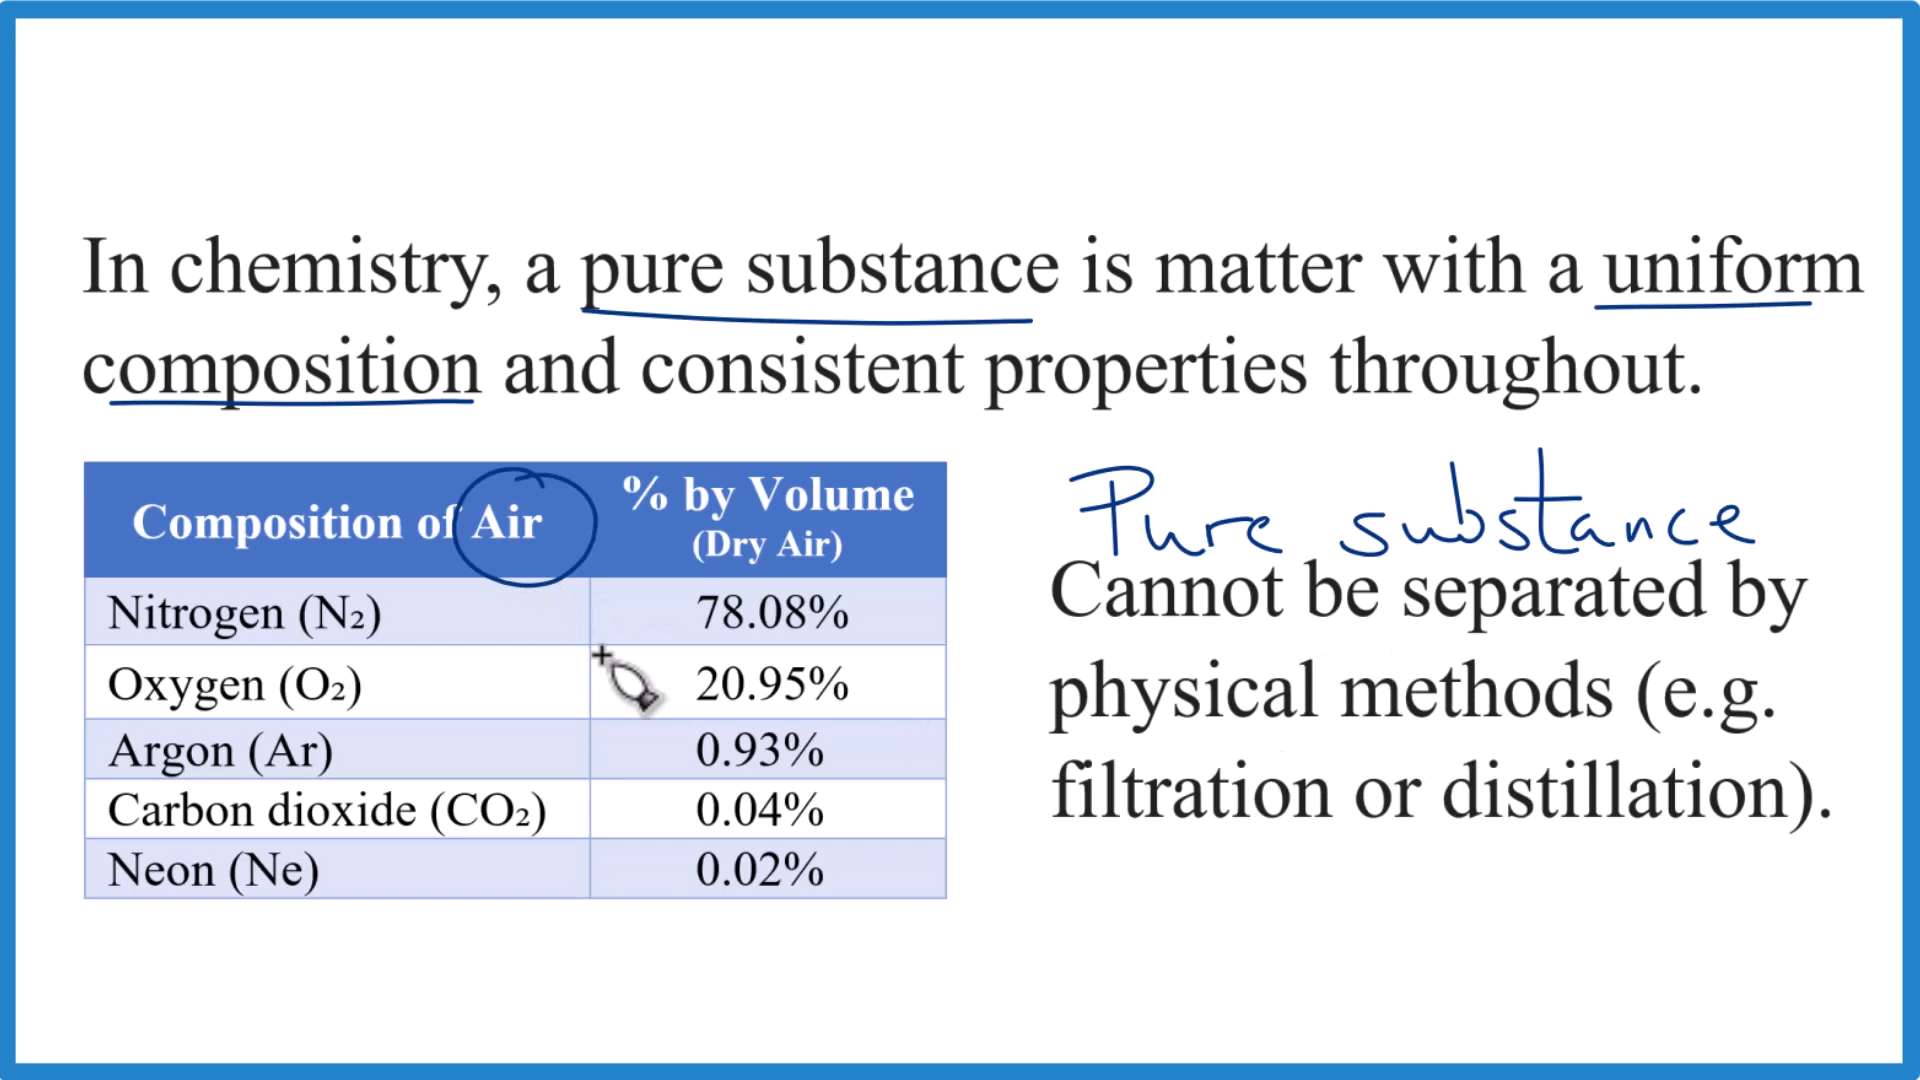 In chemistry, a pure substance is matter with a uniform
composition and consistent properties throughout.
Composition of Air % by Volume
(Dry Air)
Nitrogen (N₂) 78.08%
Oxygen (O₂) 20.95%
Argon (Ar) 0.93%
Carbon dioxide (CO₂) 0.04%
Neon (Ne) 0.02%
Pure substance
Cannot be separated by
physical methods (e.g.
filtration or distillation).